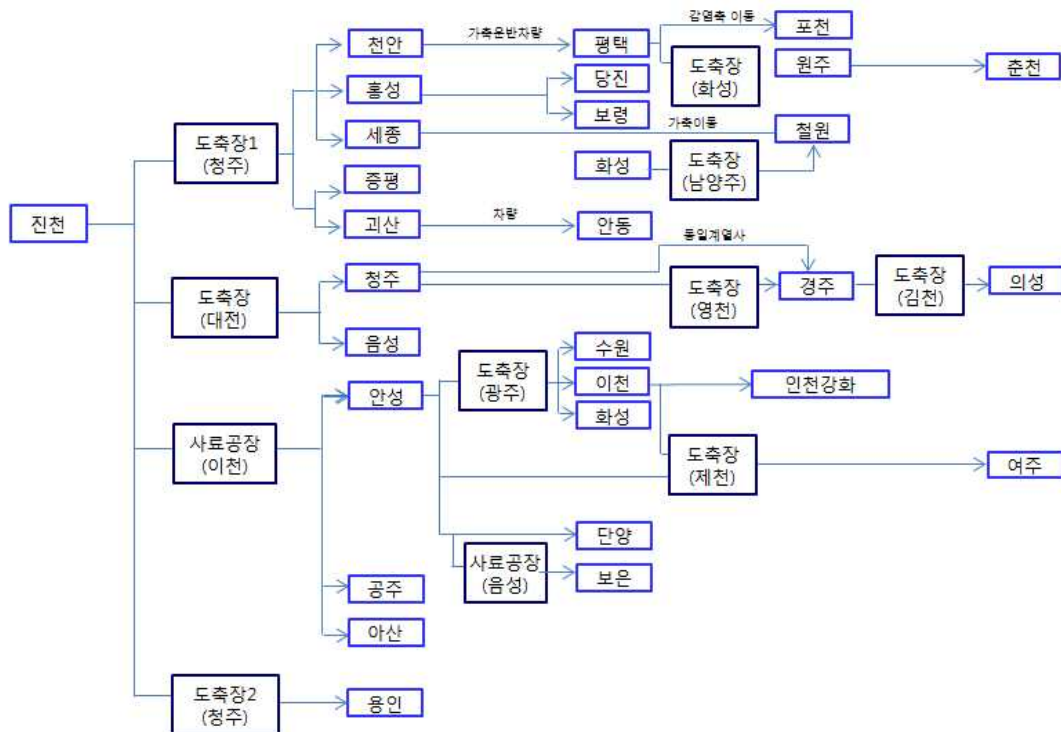 감염축 이동
천안
가축운반차량
평택
포천
도축장
(화성)
원주
춘천
홍성
당진
보령
도축장1
(청주)
세종
가축이동
철원
화성
도축장
(남양주)
증평
진천
괴산
차량
안동
동일계열사
청주
도축장
(영천)
경주
도축장
(김천)
의성
도축장
(대전)
음성
수원
도축장
(광주)
안성
이천
인천강화
화성
사료공장
(이천)
도축장
(제천)
여주
단양
사료공장
(음성)
보은
공주
아산
도축장2
(청주)
용인